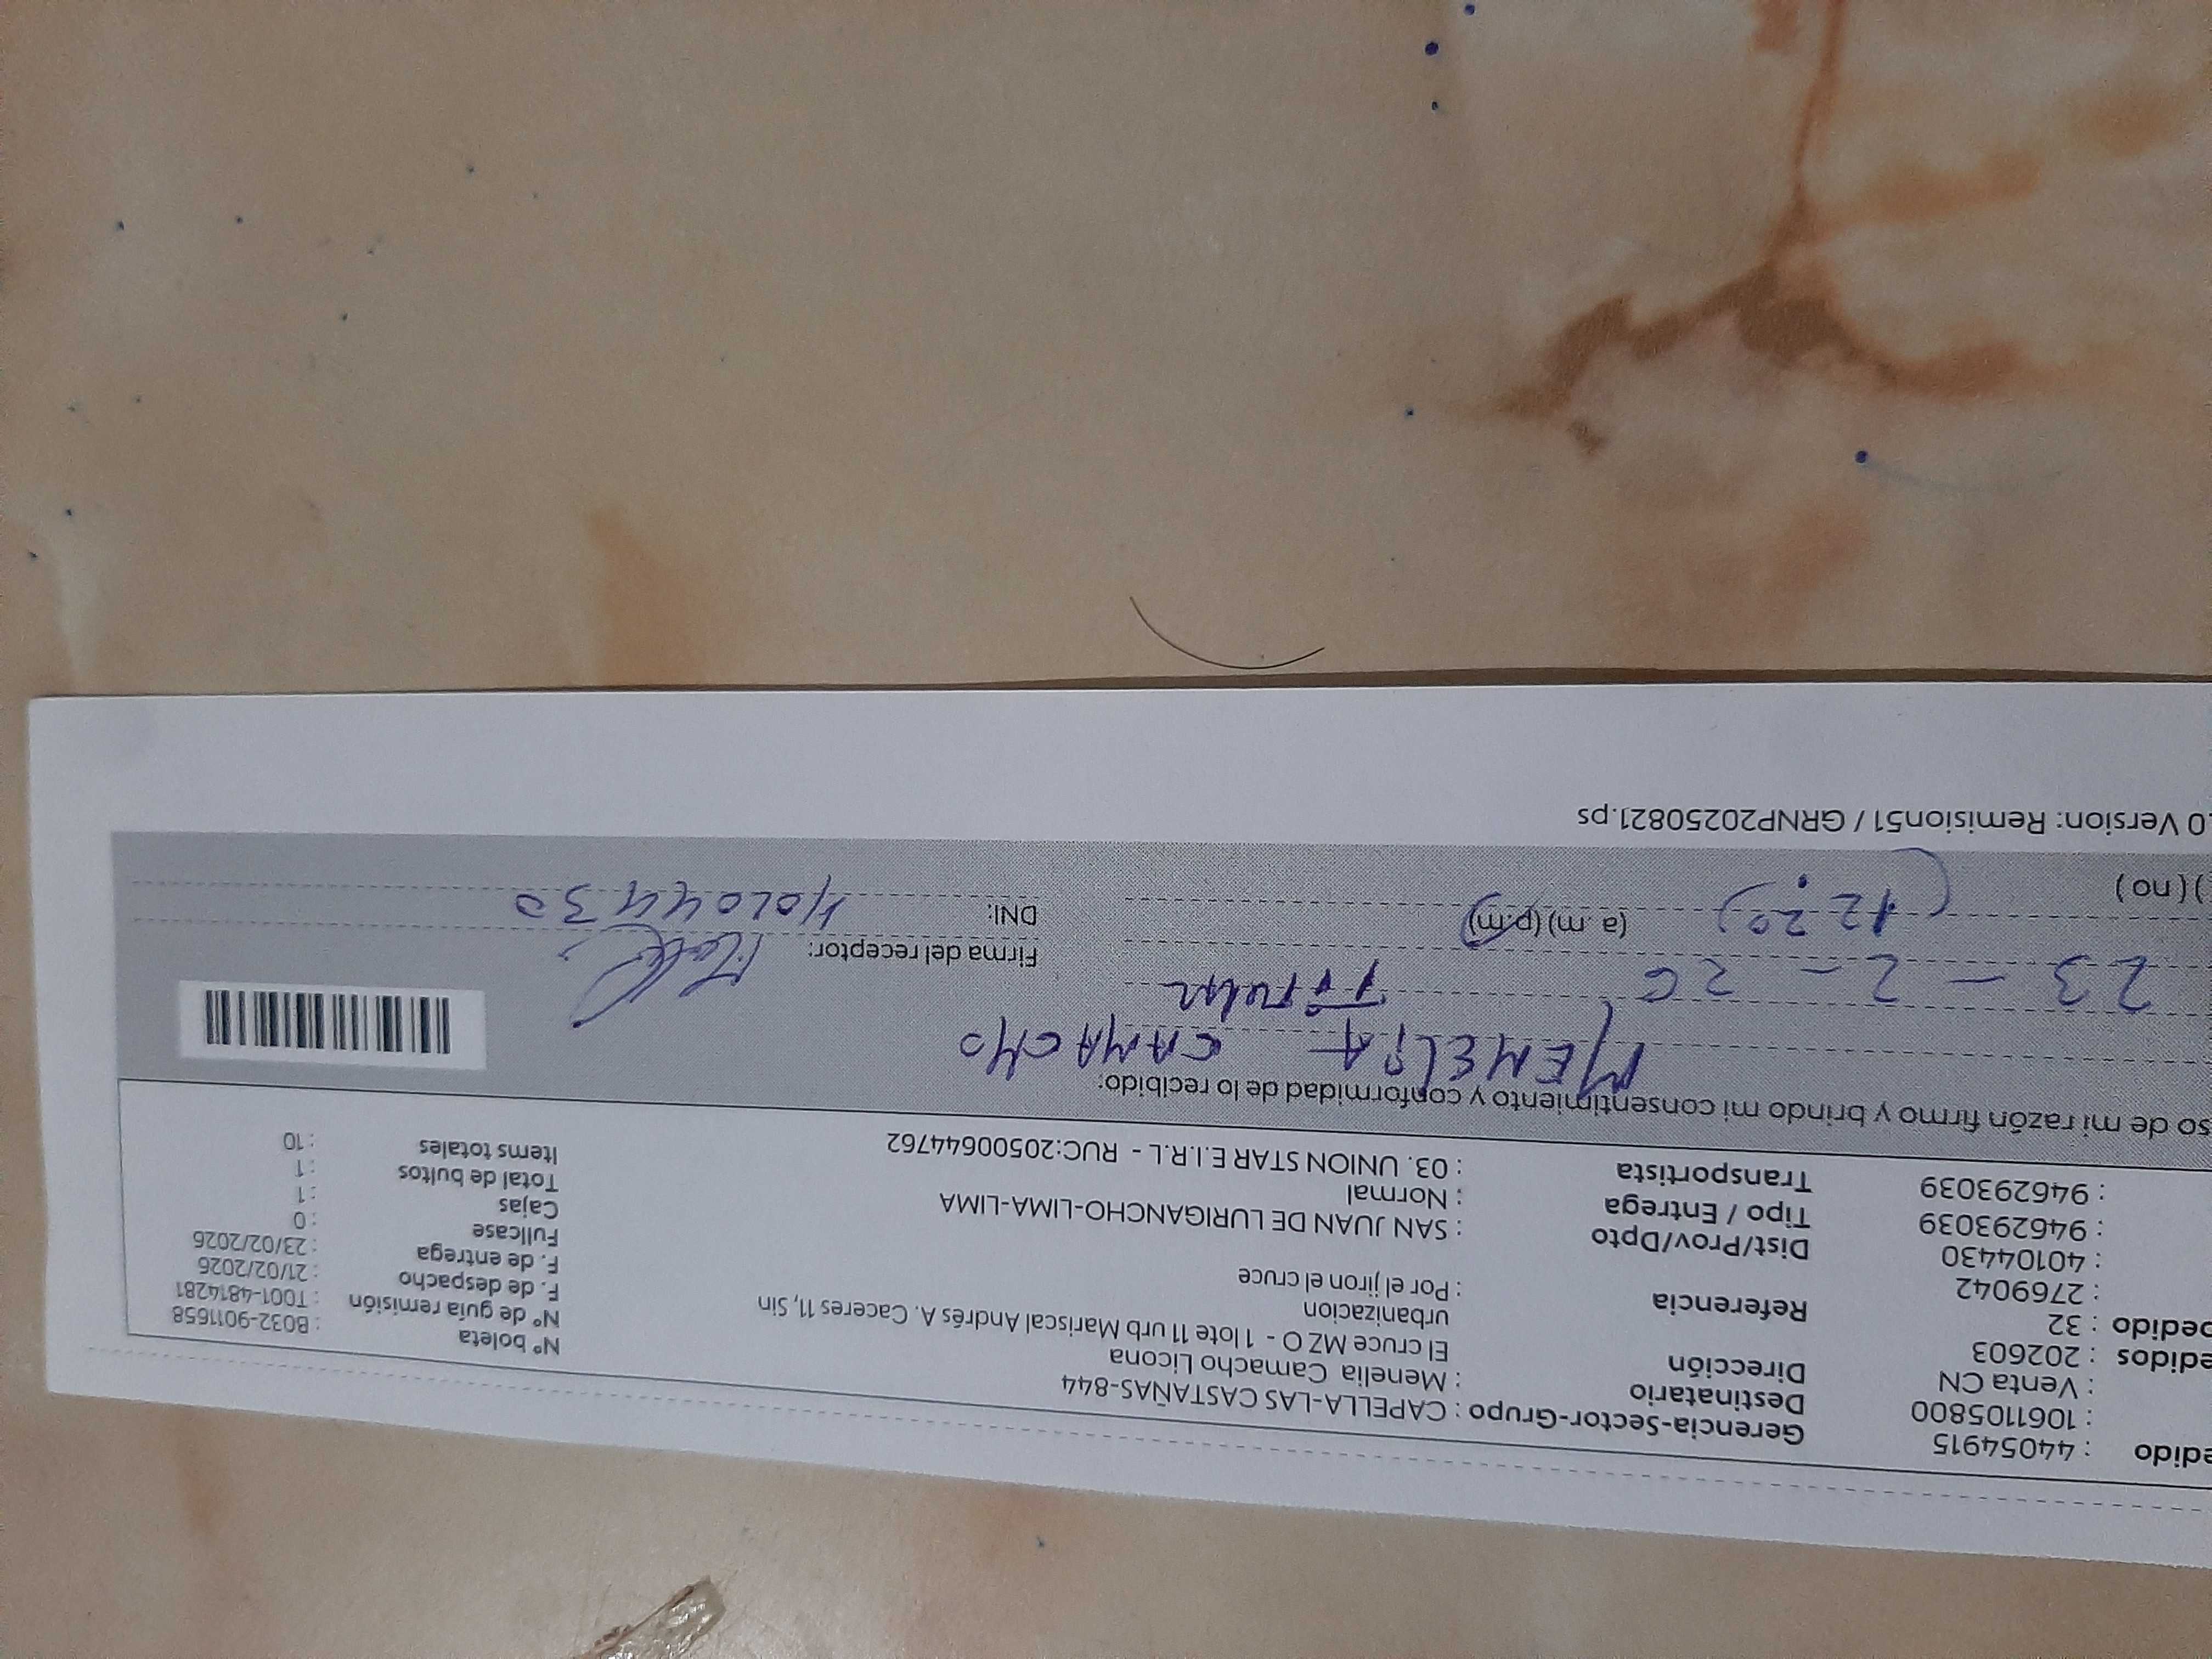 edido : 44054915 Gerencia-Sector-Grupo : CAPELLA-LAS CASTAÑAS-844
: 1061105800 Destinatario : Menelia Camacho Licona Nº boleta : B032-9011658
: Venta CN Dirección El cruce MZ O - 1 lote 11 urb Mariscal Andrés A. Caceres 11, Sin Nº de guía remisión : T001-4814281
edidos : 202603 urbanizacion F. de despacho : 21/02/2026
pedido : 32 Referencia : Por el jiron el cruce F. de entrega : 23/02/2026
: 2769042 Fullcase : 0
: 40104430 Dist/Prov/Dpto : SAN JUAN DE LURIGANCHO-LIMA-LIMA Cajas : 1
: 946293039 Tipo / Entrega : Normal Total de bultos : 1
: 946293039 Transportista : 03. UNION STAR E.I.R.L - RUC:20500644762 Items totales : 10
so de mi razón firmo y brindo mi consentimiento y conformidad de lo recibido:
MENELIA CAMACHO
23 - 2 - 26 Titular Firma del receptor:
12:20 (a.m) (p.m) DNI: 40104430
) ( no )
.0 Version: Remision51 / GRNP20250821.ps